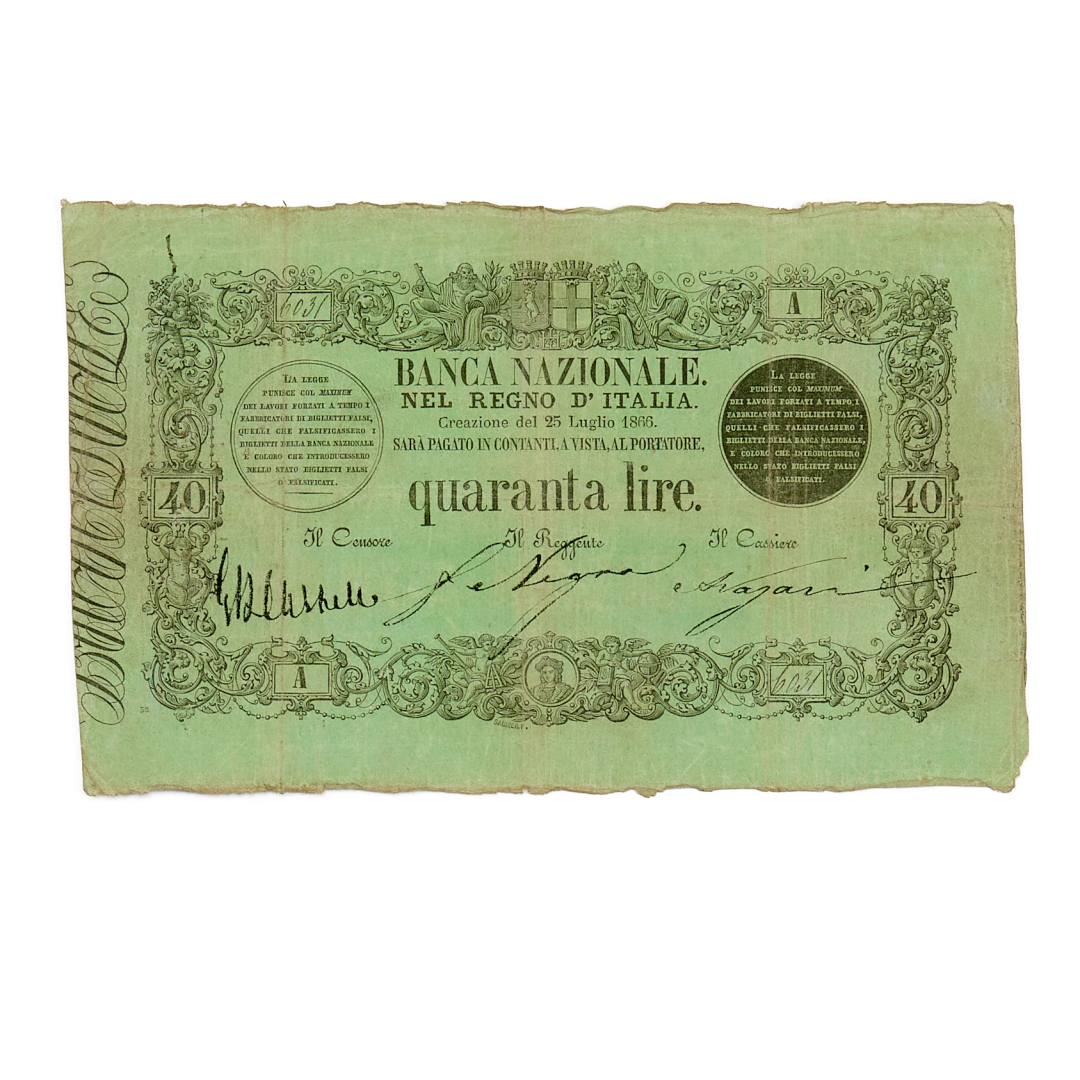 6031
A
BANCA NAZIONALE.
NEL REGNO D'ITALIA.
Creazione del 25 Luglio 1866.
SARÀ PAGATO IN CONTANTI, A VISTA, AL PORTATORE,
quaranta lire.
LA LEGGE
PUNISCE COL MAXIMUM
DEI LAVORI FORZATI A TEMPO I
FABBRICATORI DI BIGLIETTI FALSI,
QUELLI CHE FALSIFICASSERO I
BIGLIETTI DELLA BANCA NAZIONALE
E COLORO CHE INTRODUCESSERO
NELLO STATO BIGLIETTI FALSI
O FALSIFICATI.
LA LEGGE
PUNISCE COL MAXIMUM
DEI LAVORI FORZATI A TEMPO, I
FABBRICATORI DI BIGLIETTI FALSI,
QUELLI CHE FALSIFICASSERO I
BIGLIETTI DELLA BANCA NAZIONALE,
E COLORO CHE INTRODUCESSERO
NELLO STATO BIGLIETTI FALSI
O FALSIFICATI.
40
40
Il Censore
Il Reggente
Il Cassiere
A
6031